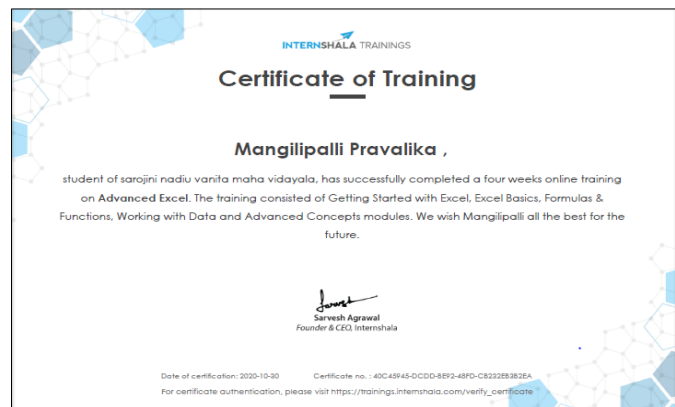 INTERNSHALA TRAININGS
Certificate of Training
Mangilipalli Pravalika ,
student of sarojini nadiu vanita maha vidayala, has successfully completed a four weeks online training
on Advanced Excel. The training consisted of Getting Started with Excel, Excel Basics, Formulas &
Functions, Working with Data and Advanced Concepts modules. We wish Mangilipalli all the best for the
future.
Sarvesh Agrawal
Founder & CEO, Internshala
Date of certification: 2020-10-30 Certificate no. : 40C45945-DCDD-8E92-48FD-CB232EB3B2EA
For certificate authentication, please visit https://trainings.internshala.com/verify_certificate